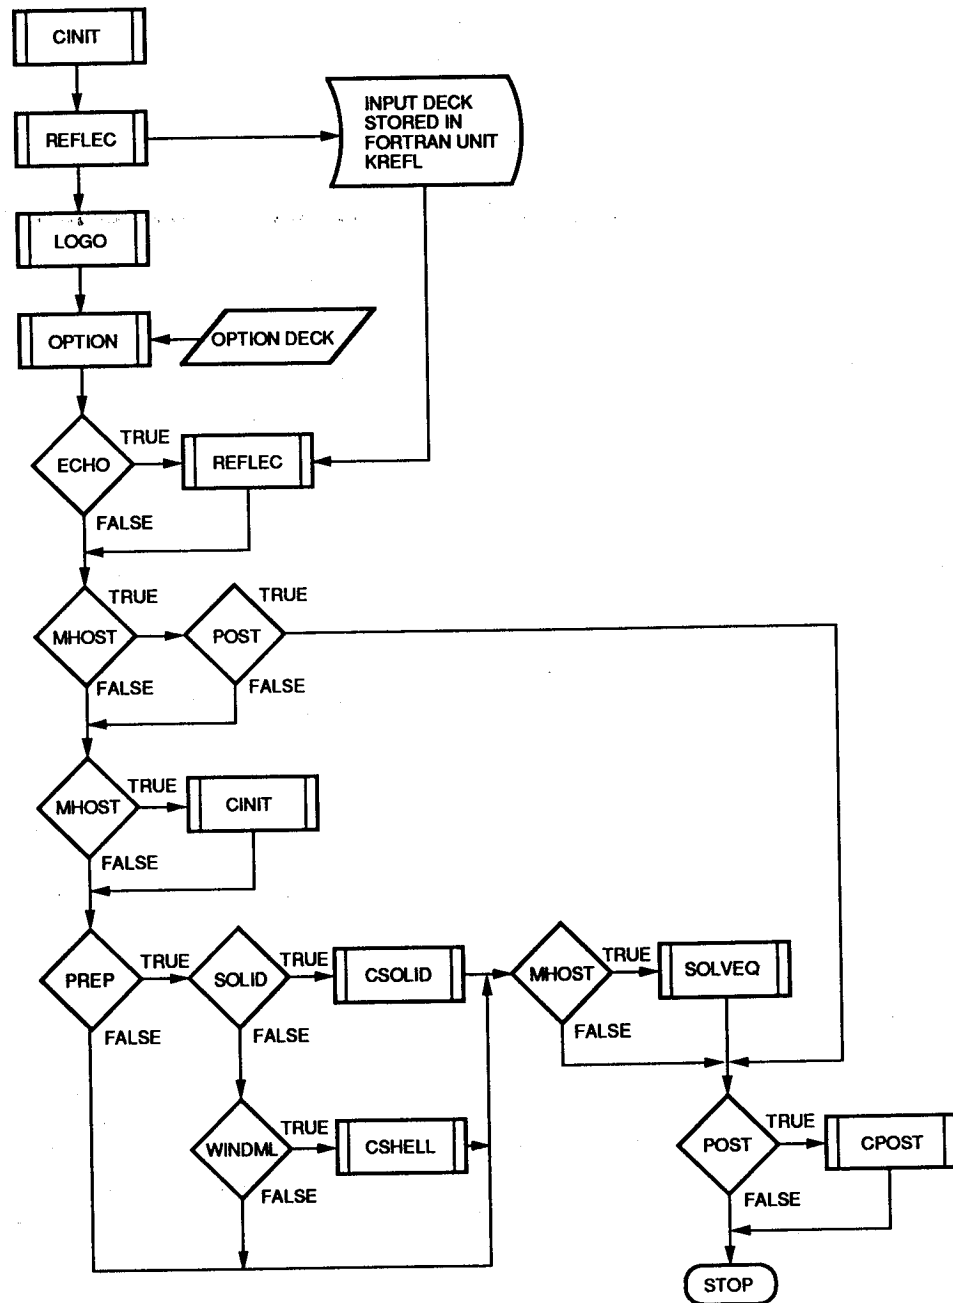 CINIT
REFLEC
INPUT DECK
STORED IN
FORTRAN UNIT
KREFL
LOGO
OPTION
OPTION DECK
ECHO
TRUE
REFLEC
FALSE
MHOST
TRUE
POST
TRUE
FALSE
FALSE
MHOST
TRUE
CINIT
FALSE
PREP
TRUE
SOLID
TRUE
CSOLID
MHOST
TRUE
SOLVEQ
FALSE
FALSE
FALSE
WINDML
TRUE
CSHELL
FALSE
POST
TRUE
CPOST
FALSE
STOP